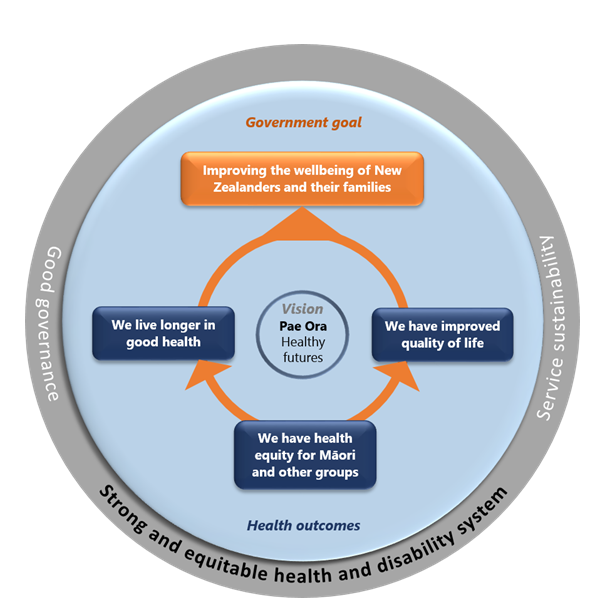 Government goal
Improving the wellbeing of New
Zealanders and their families
Good governance
Service sustainability
Vision
Pae Ora
Healthy
futures
We live longer in
good health
We have improved
quality of life
We have health
equity for Māori
and other groups
Health outcomes
Strong and equitable health and disability system